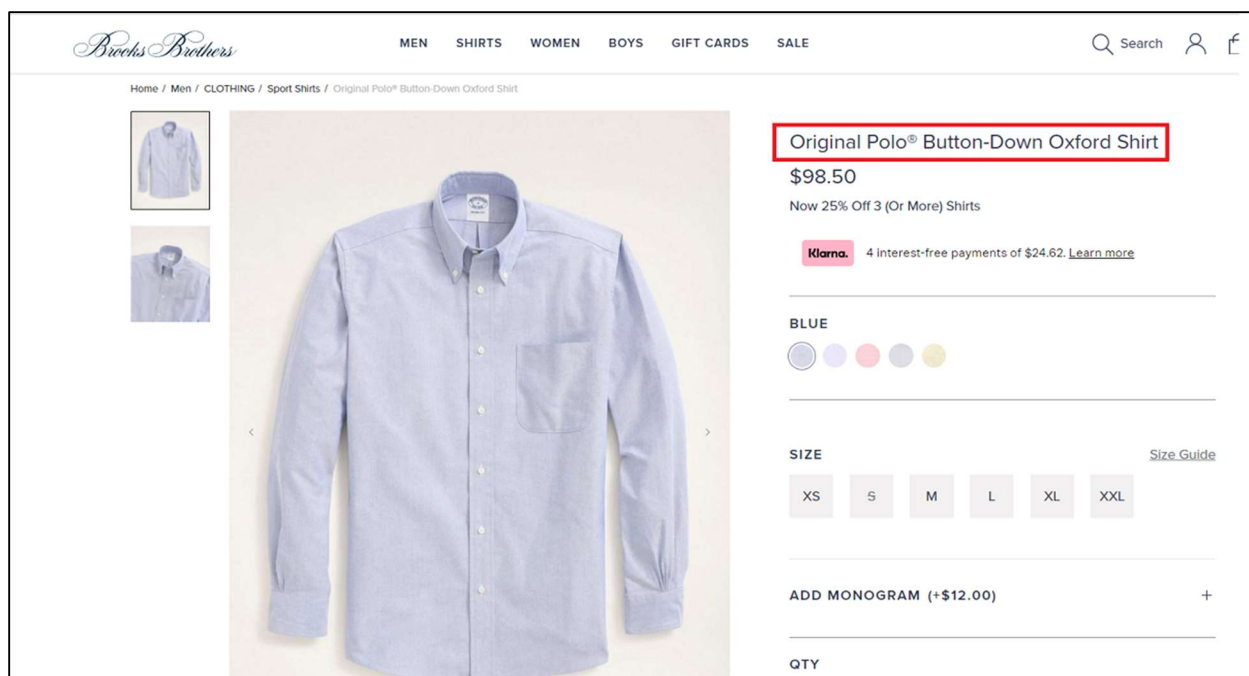 Brooks Brothers
MEN SHIRTS WOMEN BOYS GIFT CARDS SALE
Search
Home / Men / CLOTHING / Sport Shirts / Original Polo® Button-Down Oxford Shirt
Original Polo® Button-Down Oxford Shirt
$98.50
Now 25% Off 3 (Or More) Shirts
Klarna. 4 interest-free payments of $24.62. Learn more
BLUE
SIZE Size Guide
XS S M L XL XXL
ADD MONOGRAM (+$12.00) +
QTY